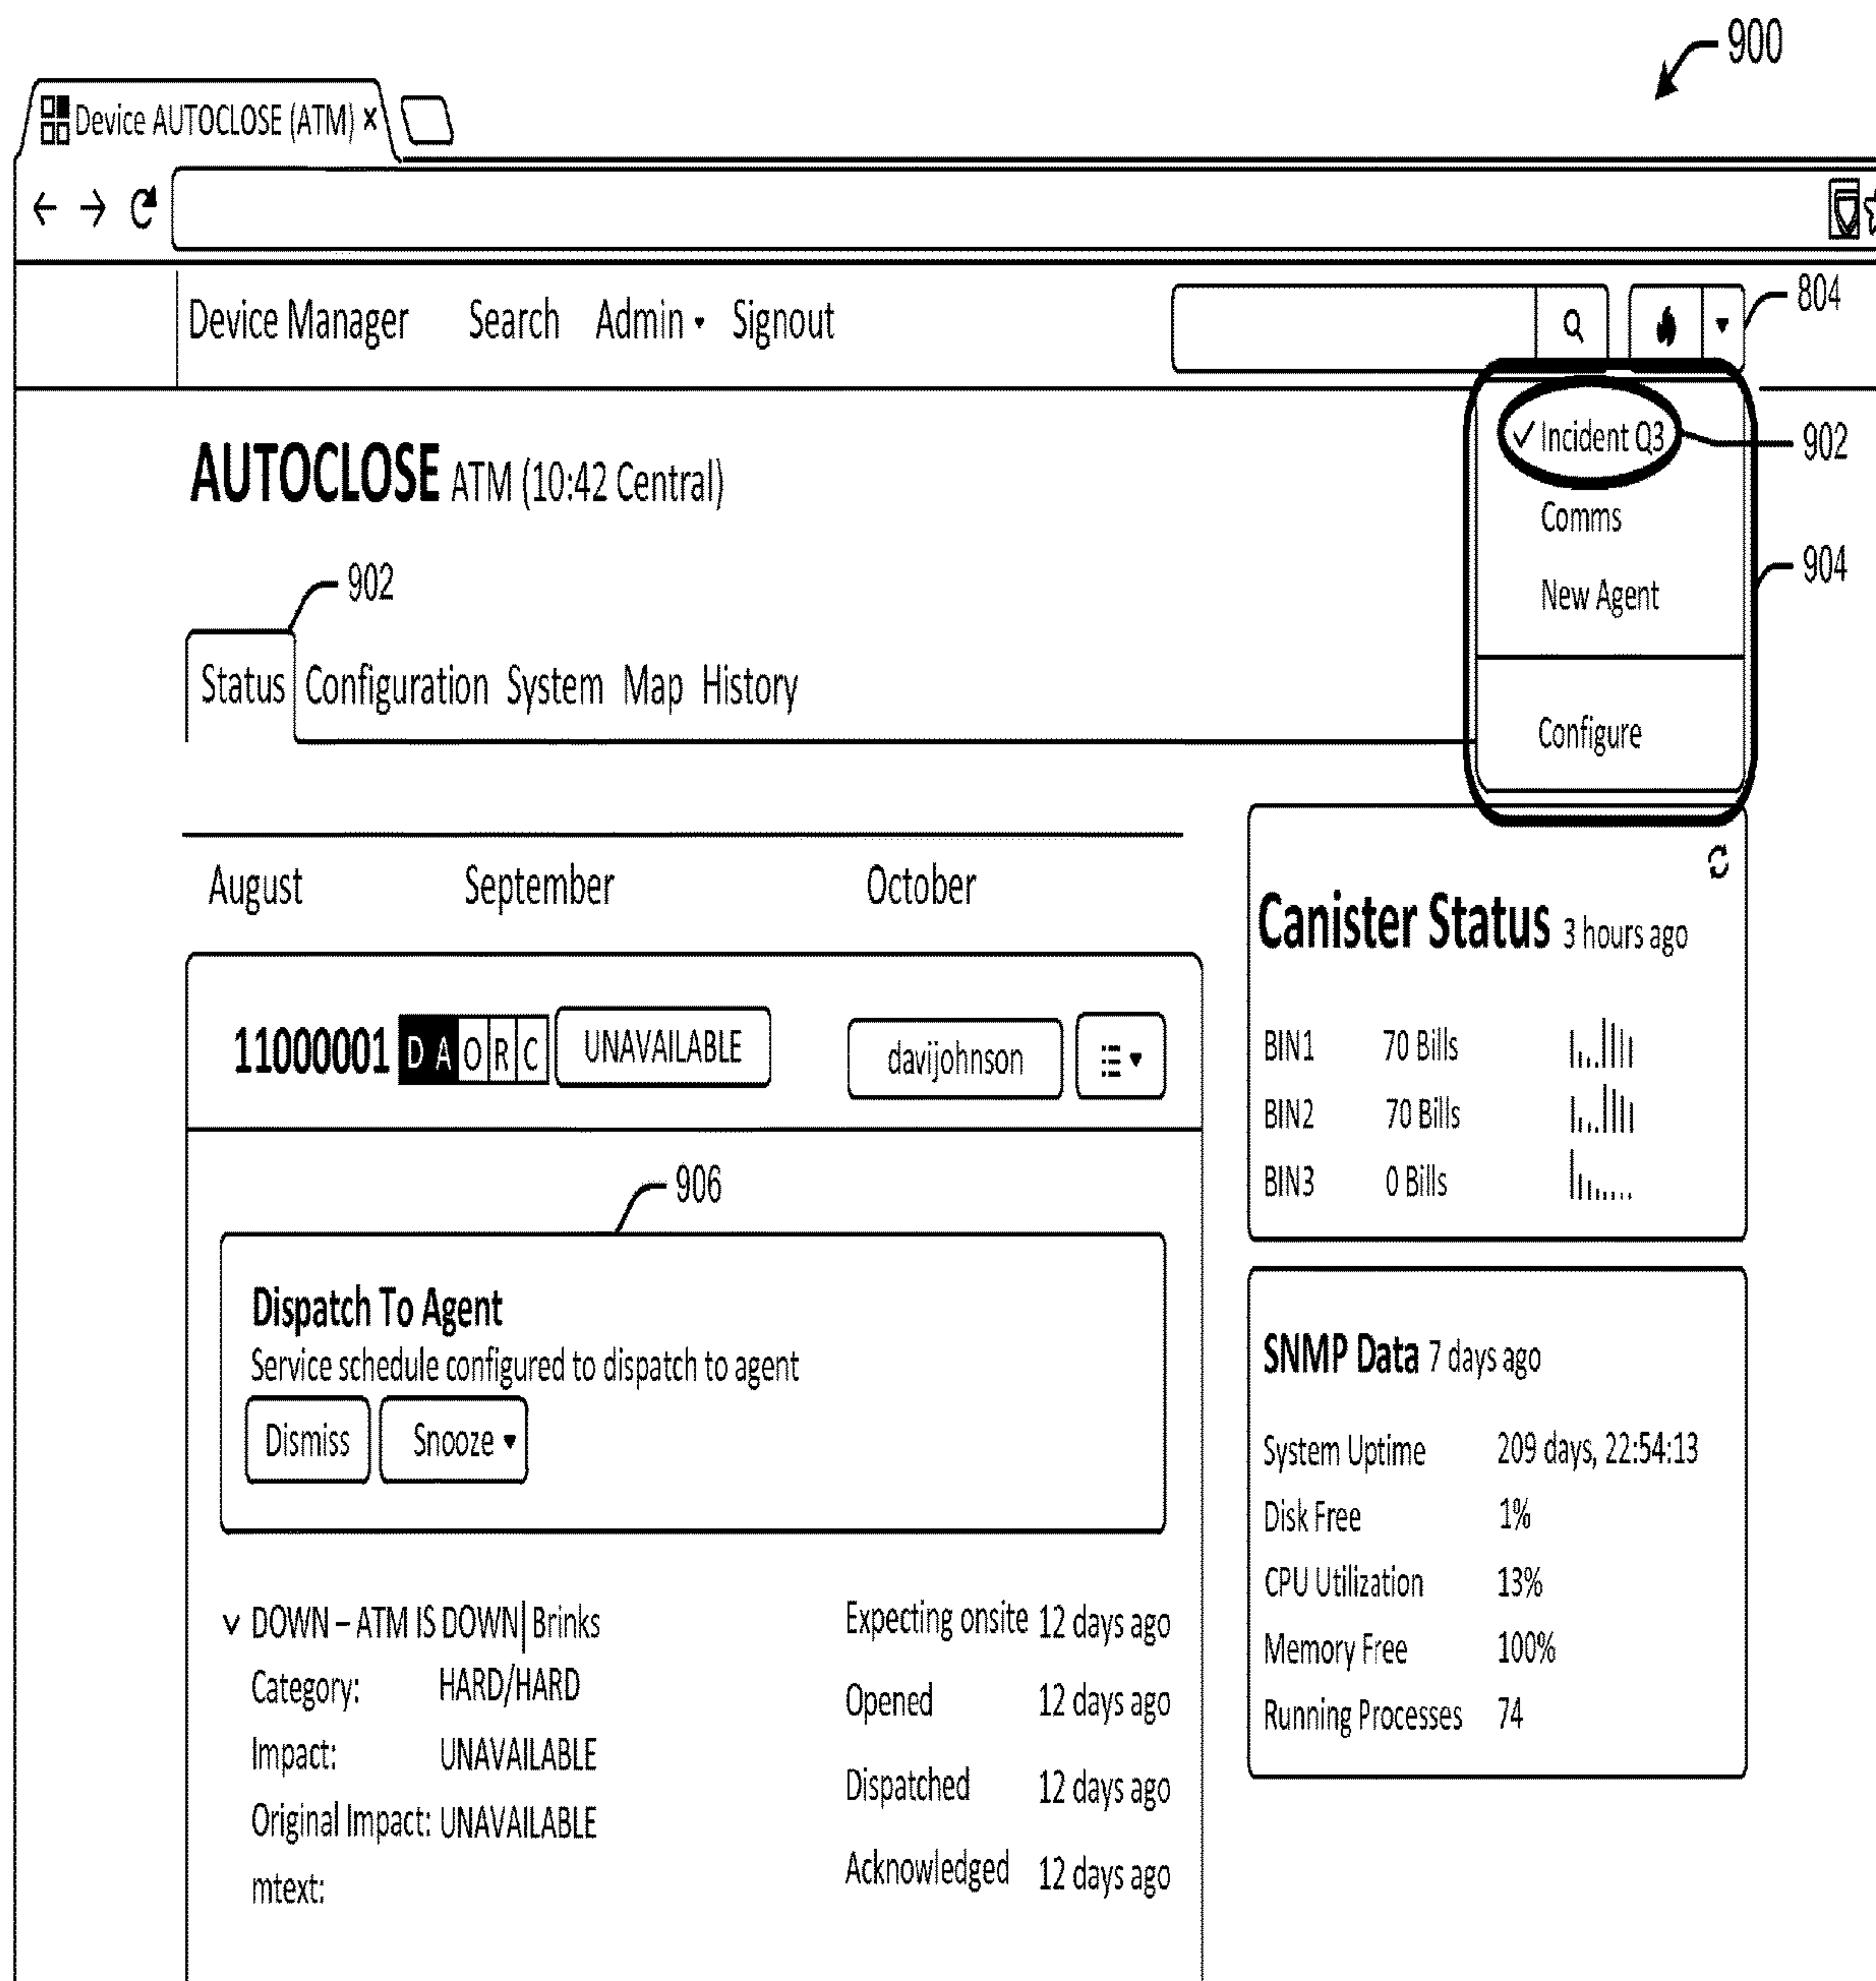 900
Device AUTOCLOSE (ATM) x
Device Manager Search Admin Signout
804
✓ Incident Q3
902
Comms
New Agent
904
Configure
AUTOCLOSE ATM (10:42 Central)
902
Status Configuration System Map History
August September October
11000001 D A O R C UNAVAILABLE davijohnson
906
Dispatch To Agent
Service schedule configured to dispatch to agent
Dismiss Snooze
DOWN – ATM IS DOWN| Brinks
Category: HARD/HARD
Impact: UNAVAILABLE
Original Impact: UNAVAILABLE
mtext:
Expecting onsite 12 days ago
Opened 12 days ago
Dispatched 12 days ago
Acknowledged 12 days ago
Canister Status 3 hours ago
BIN1 70 Bills
BIN2 70 Bills
BIN3 0 Bills
SNMP Data 7 days ago
System Uptime 209 days, 22:54:13
Disk Free 1%
CPU Utilization 13%
Memory Free 100%
Running Processes 74